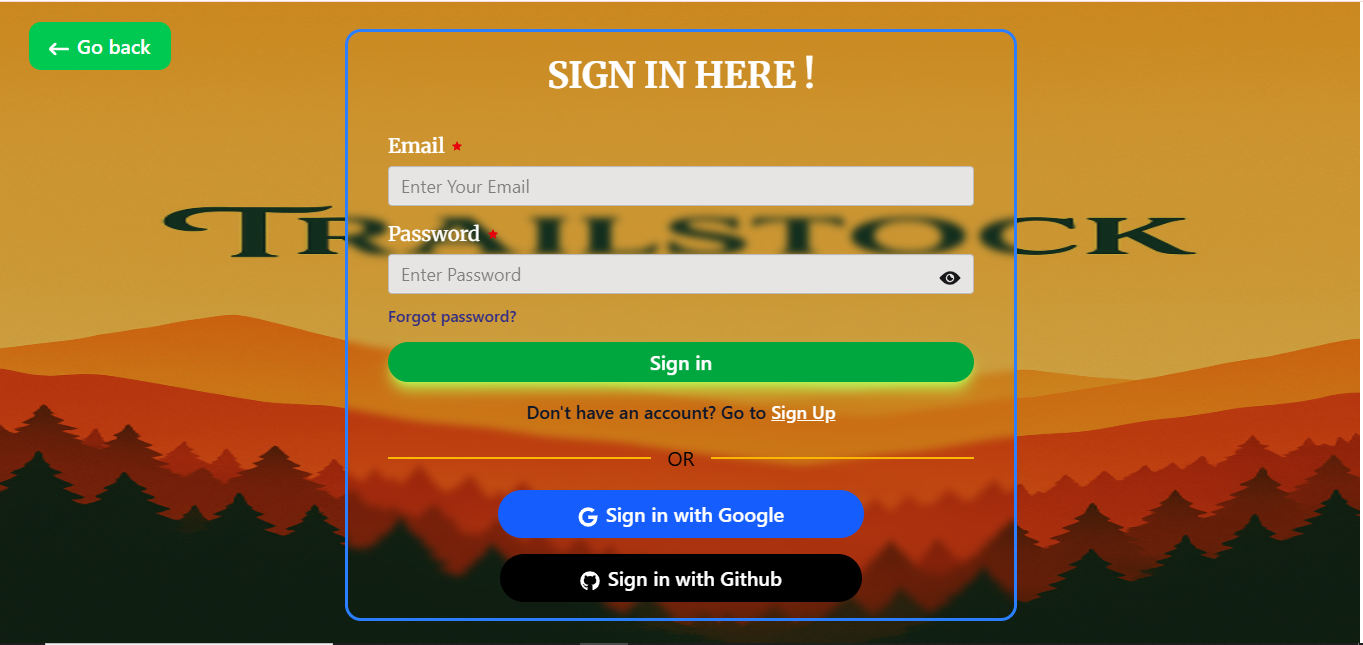 ← Go back
SIGN IN HERE !
Email ★
Enter Your Email
TRAILSTOCK
Password ★
Enter Password
Forgot password?
Sign in
Don't have an account? Go to Sign Up
OR
G Sign in with Google
Sign in with Github